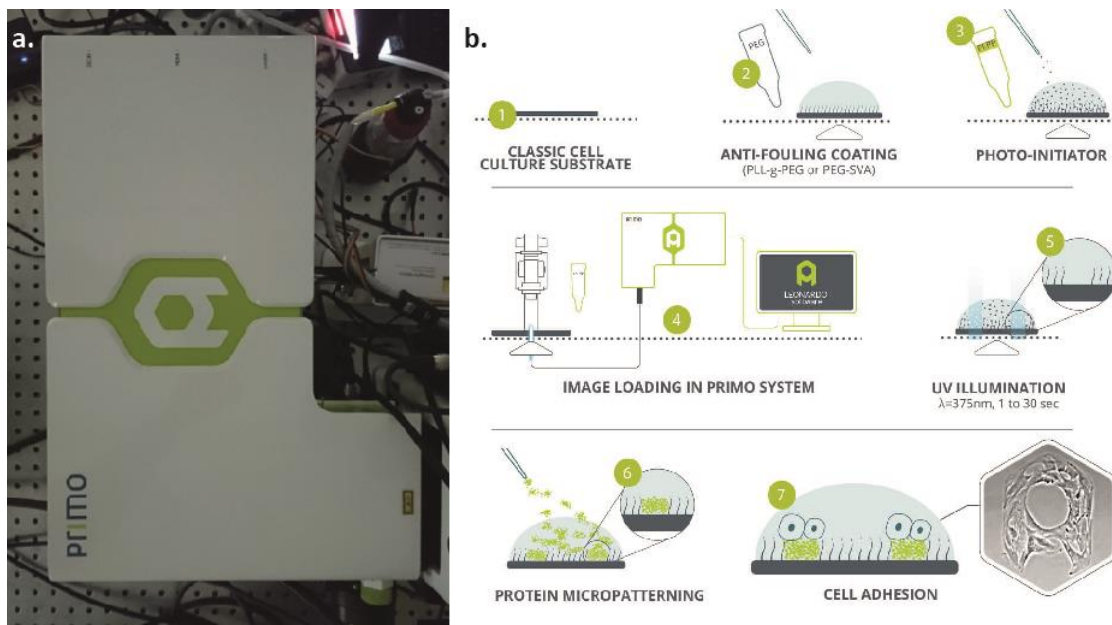 a.
primo
b.
1
CLASSIC CELL
CULTURE SUBSTRATE
2
PEG
ANTI-FOULING COATING
(PLL-g-PEG or PEG-SVA)
3
PHOTO-INITIATOR
4
LEONARDO
software
IMAGE LOADING IN PRIMO SYSTEM
5
UV ILLUMINATION
λ=375nm, 1 to 30 sec
6
PROTEIN MICROPATTERNING
7
CELL ADHESION